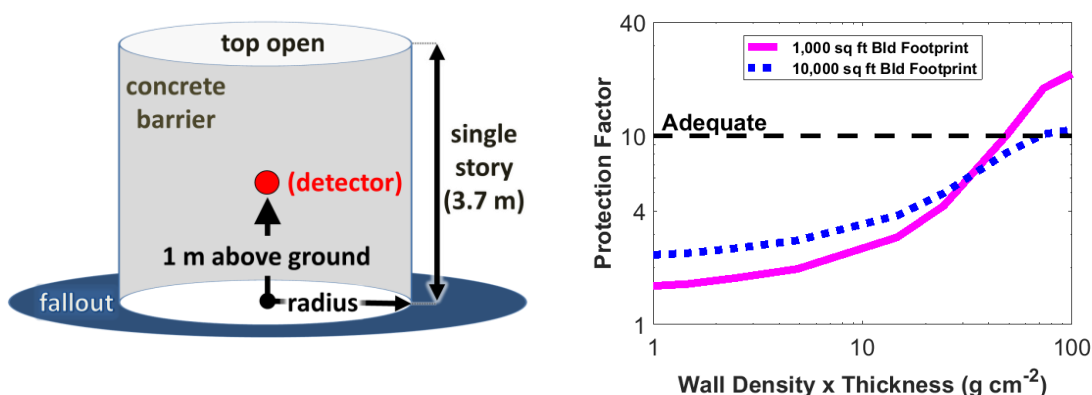 top open
concrete
barrier
single
story
(3.7 m)
(detector)
1 m above ground
fallout
radius
40
10
4
1
Protection Factor
1,000 sq ft Bld Footprint
10,000 sq ft Bld Footprint
Adequate
1
10
100
Wall Density x Thickness (g cm⁻²)